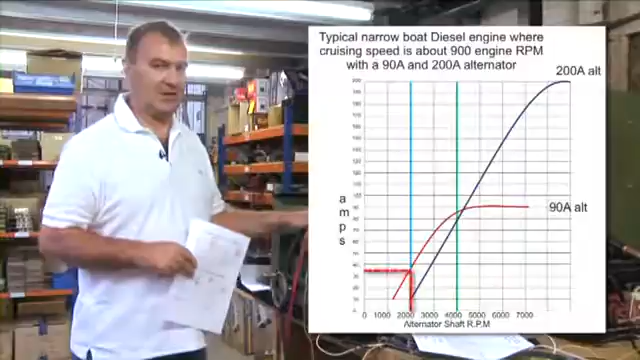 Typical narrow boat Diesel engine where
cruising speed is about 900 engine RPM
with a 90A and 200A alternator
200A alt
90A alt
amps
0 1000 2000 3000 4000 5000 6000 7000
Alternator Shaft R.P.M